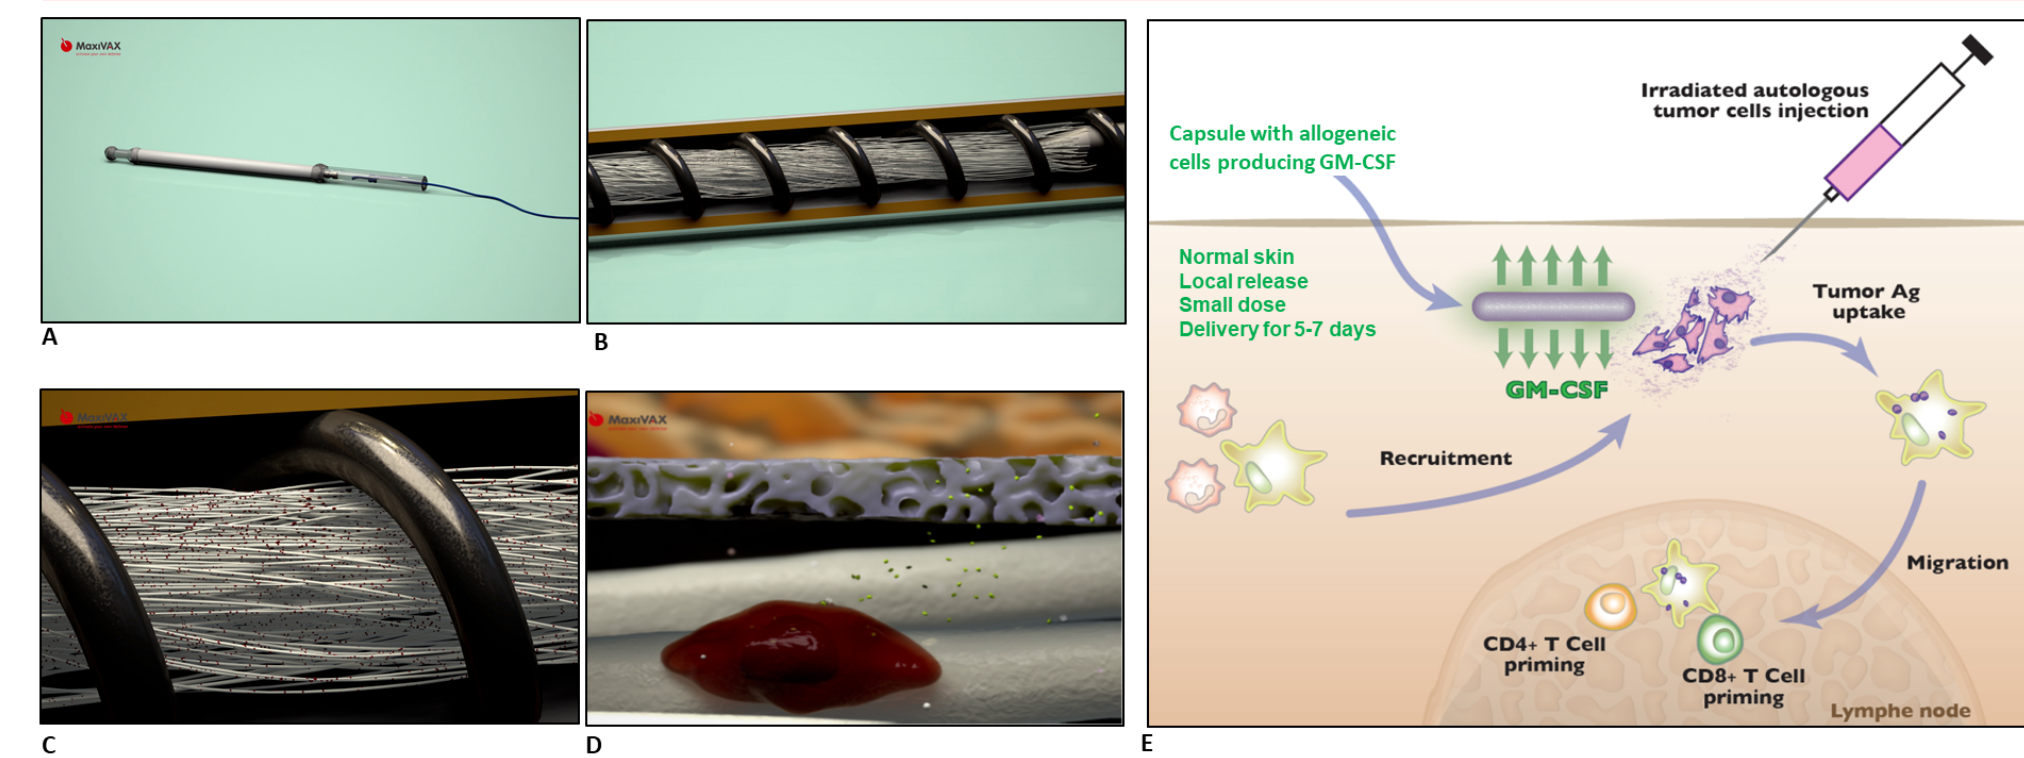 MaxiVAX
A
B
MaxiVAX
C
MaxiVAX
D
Irradiated autologous
tumor cells injection
Capsule with allogeneic
cells producing GM-CSF
Normal skin
Local release
Small dose
Delivery for 5-7 days
GM-CSF
Tumor Ag
uptake
Recruitment
Migration
CD4+ T Cell
priming
CD8+ T Cell
priming
Lymphe node
E